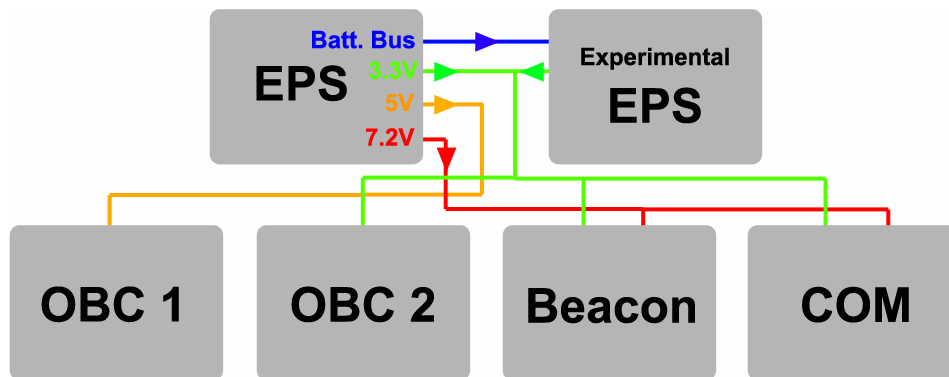 Batt. Bus
EPS
3.3V
5V
7.2V
Experimental
EPS
OBC 1
OBC 2
Beacon
COM